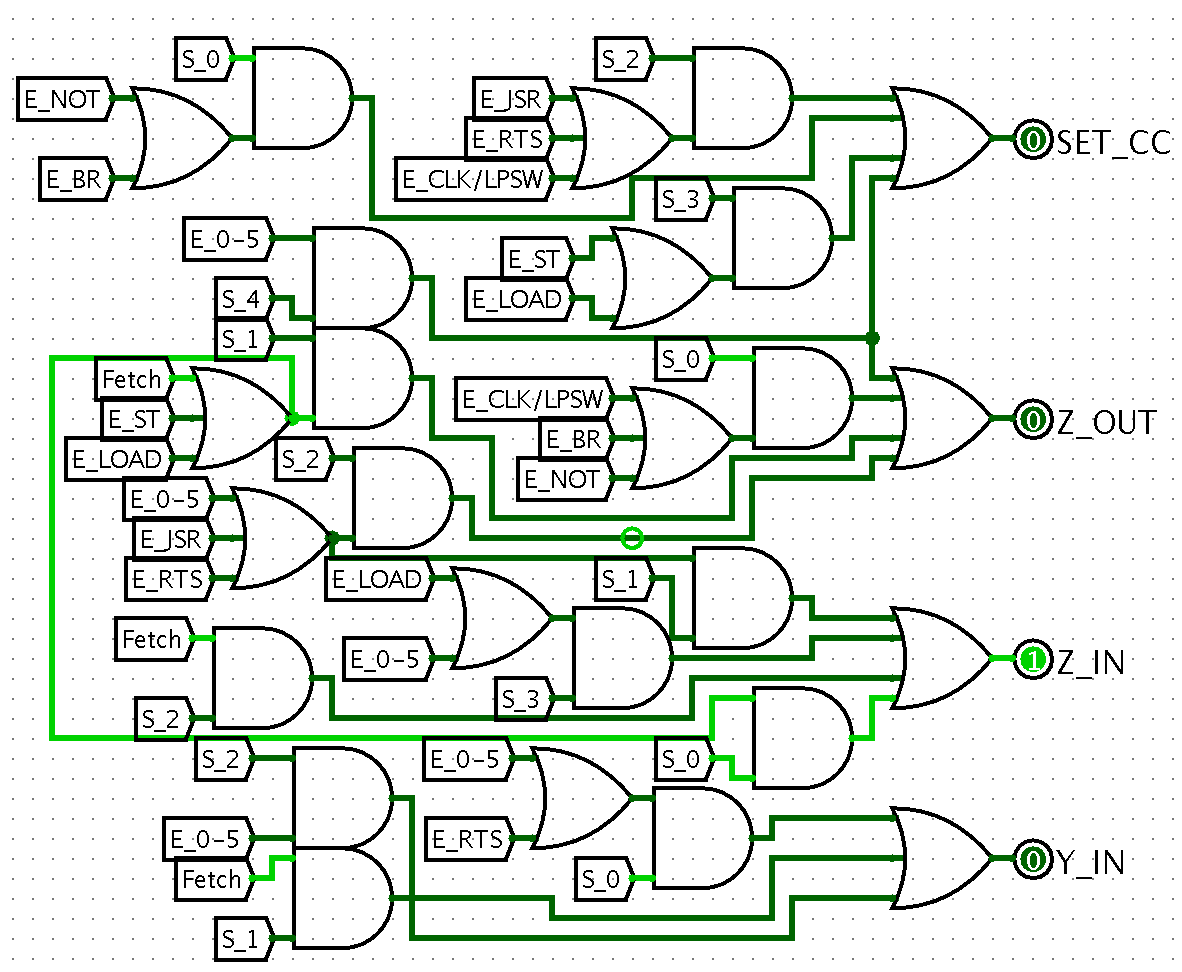 S_0
S_2
E_NOT
E_JSR
E_RTS
SET_CC
0
E_BR
E_CLK/LPSW
S_3
E_0-5
E_ST
S_4
E_LOAD
S_1
S_0
Fetch
E_CLK/LPSW
E_ST
Z_OUT
0
E_BR
E_LOAD
S_2
E_NOT
E_0-5
E_JSR
E_RTS
E_LOAD
S_1
Fetch
E_0-5
1
Z_IN
S_3
S_2
S_2
E_0-5
S_0
E_0-5
E_RTS
0
Y_IN
Fetch
S_0
S_1